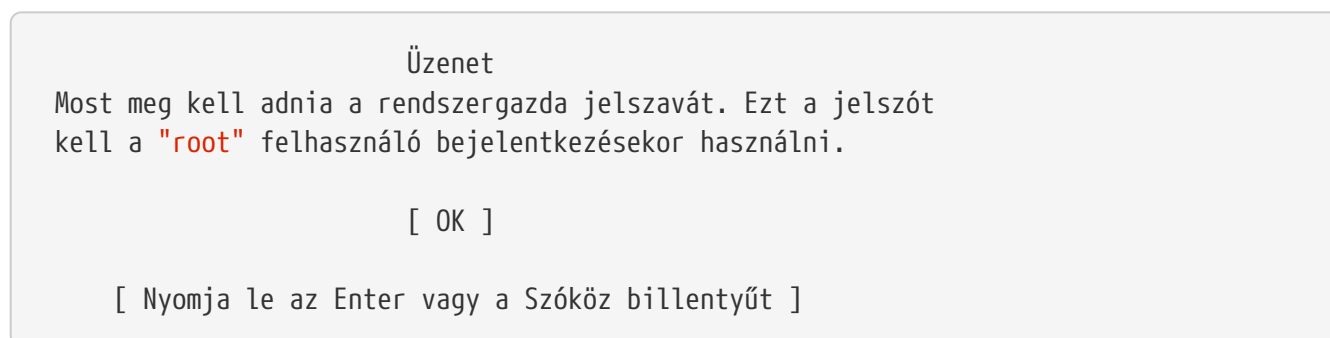 Üzenet
Most meg kell adnia a rendszergazda jelszavát. Ezt a jelszót
kell a "root" felhasználó bejelentkezésekor használni.
[ OK ]
[ Nyomja le az Enter vagy a Szóköz billentyűt ]